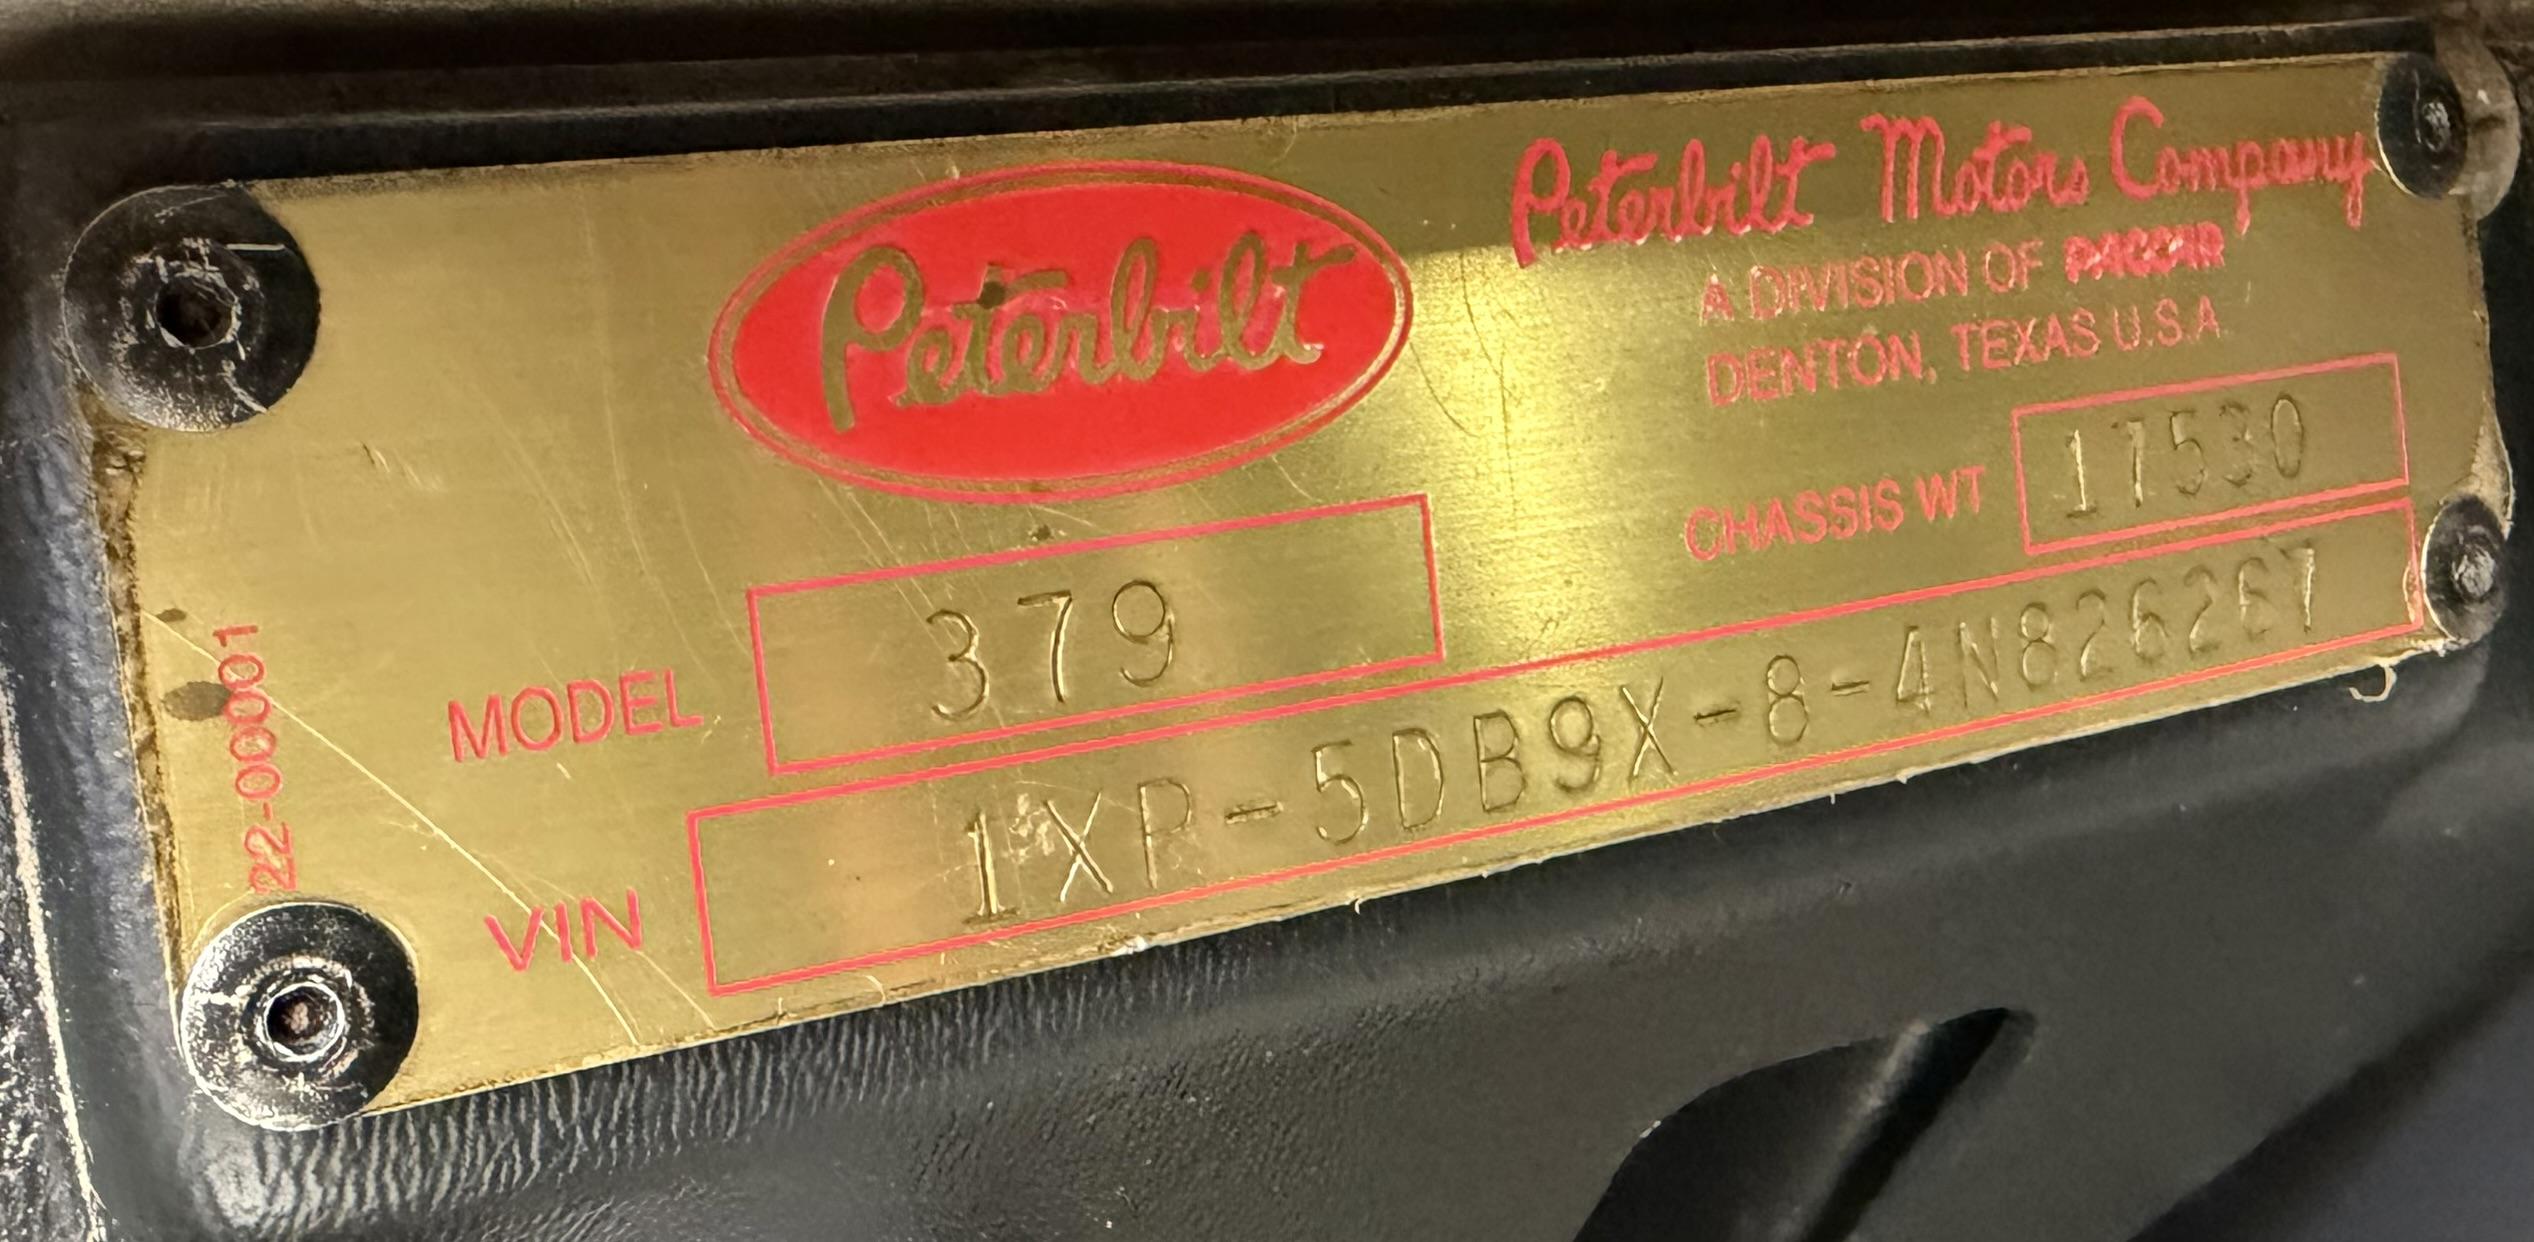 Peterbilt
Peterbilt Motors Company
A DIVISION OF PACCAR
DENTON, TEXAS U.S.A
CHASSIS WT 17530
MODEL 379
VIN 1XP-5DB9X-8-4N826267
22-00001